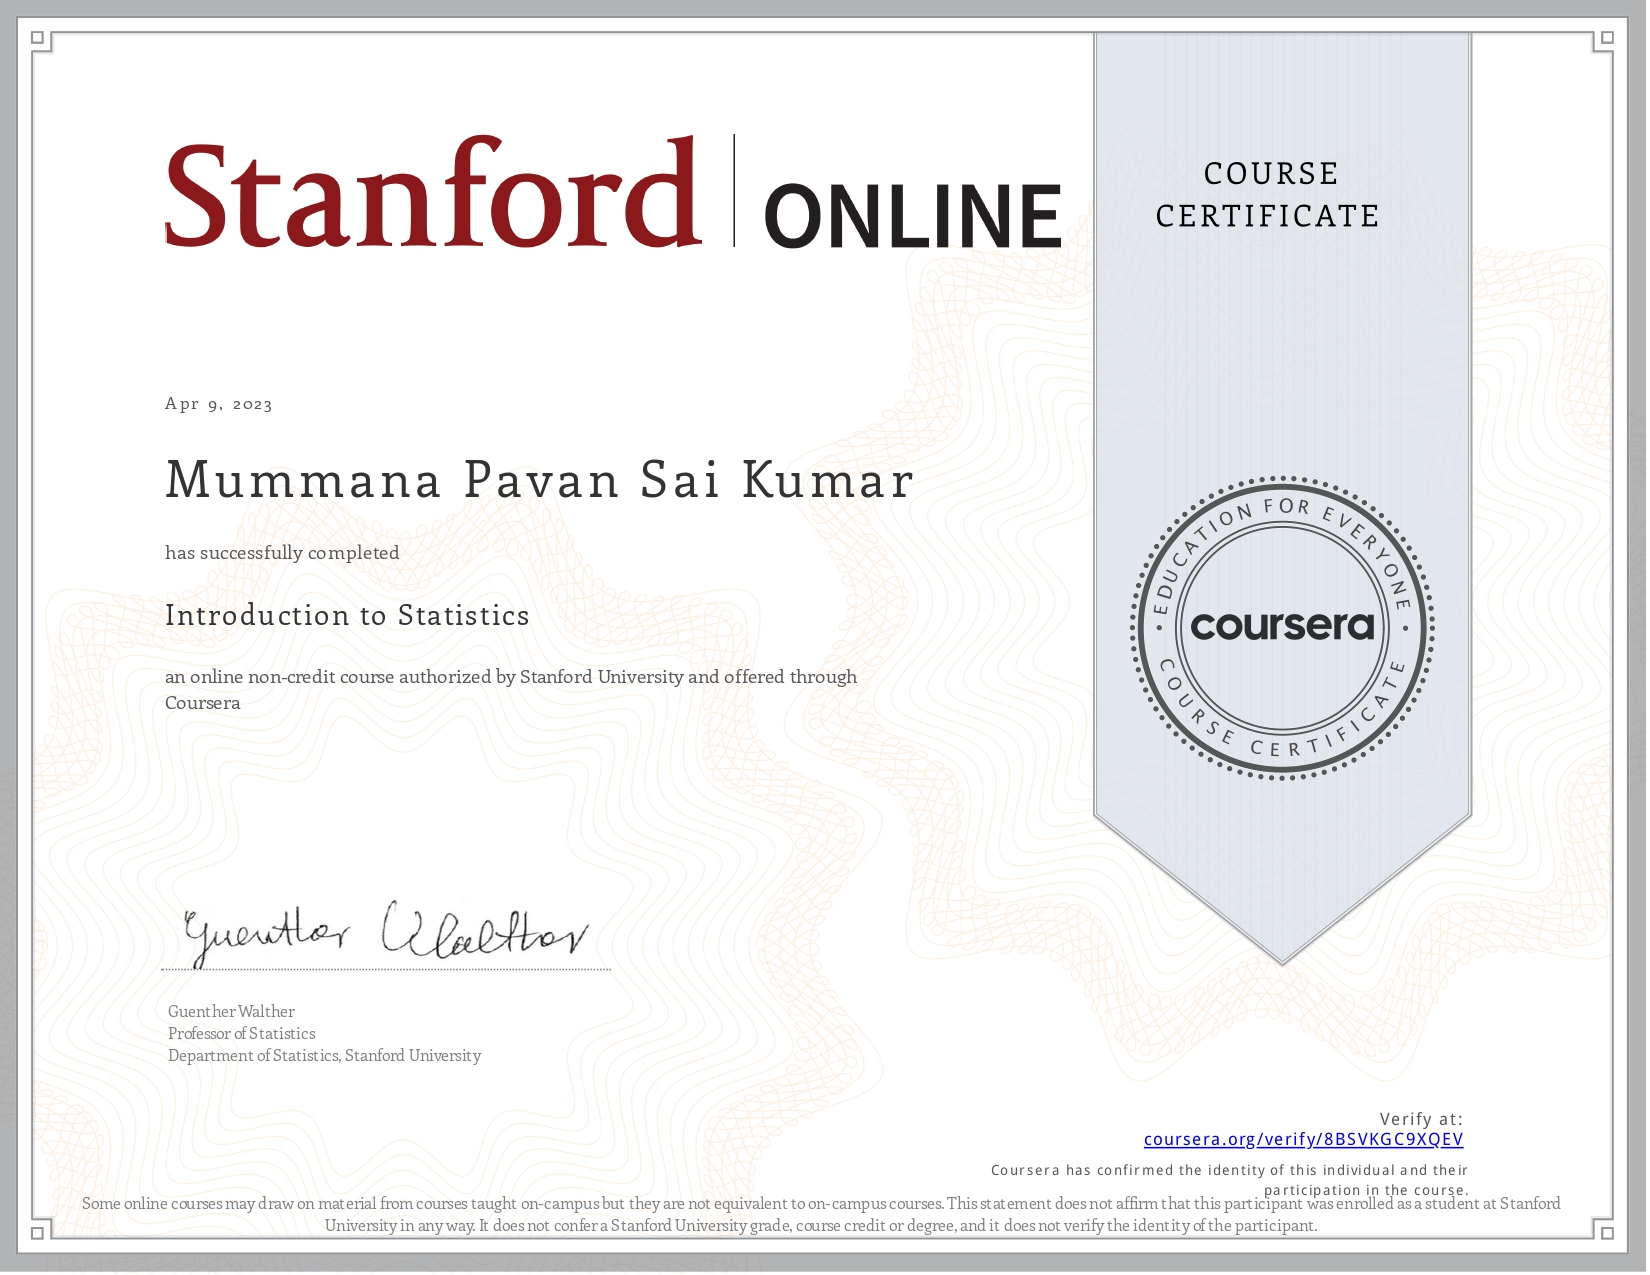 Stanford ONLINE
COURSE
CERTIFICATE
Apr 9, 2023
Mummana Pavan Sai Kumar
has successfully completed
Introduction to Statistics
an online non-credit course authorized by Stanford University and offered through
Coursera
EDUCATION FOR EVERYONE
coursera
COURSE CERTIFICATE
Guenther Walther
Guenther Walther
Professor of Statistics
Department of Statistics, Stanford University
Verify at:
coursera.org/verify/8BSVKGC9XQEV
Coursera has confirmed the identity of this individual and their
participation in the course.
Some online courses may draw on material from courses taught on-campus but they are not equivalent to on-campus courses. This statement does not affirm that this participant was enrolled as a student at Stanford
University in any way. It does not confer a Stanford University grade, course credit or degree, and it does not verify the identity of the participant.